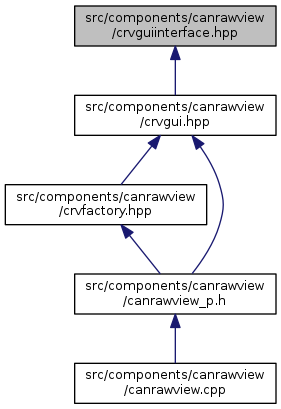 src/components/canrawview
/crvguiinterface.hpp
src/components/canrawview
/crvgui.hpp
src/components/canrawview
/crvfactory.hpp
src/components/canrawview
/canrawview_p.h
src/components/canrawview
/canrawview.cpp